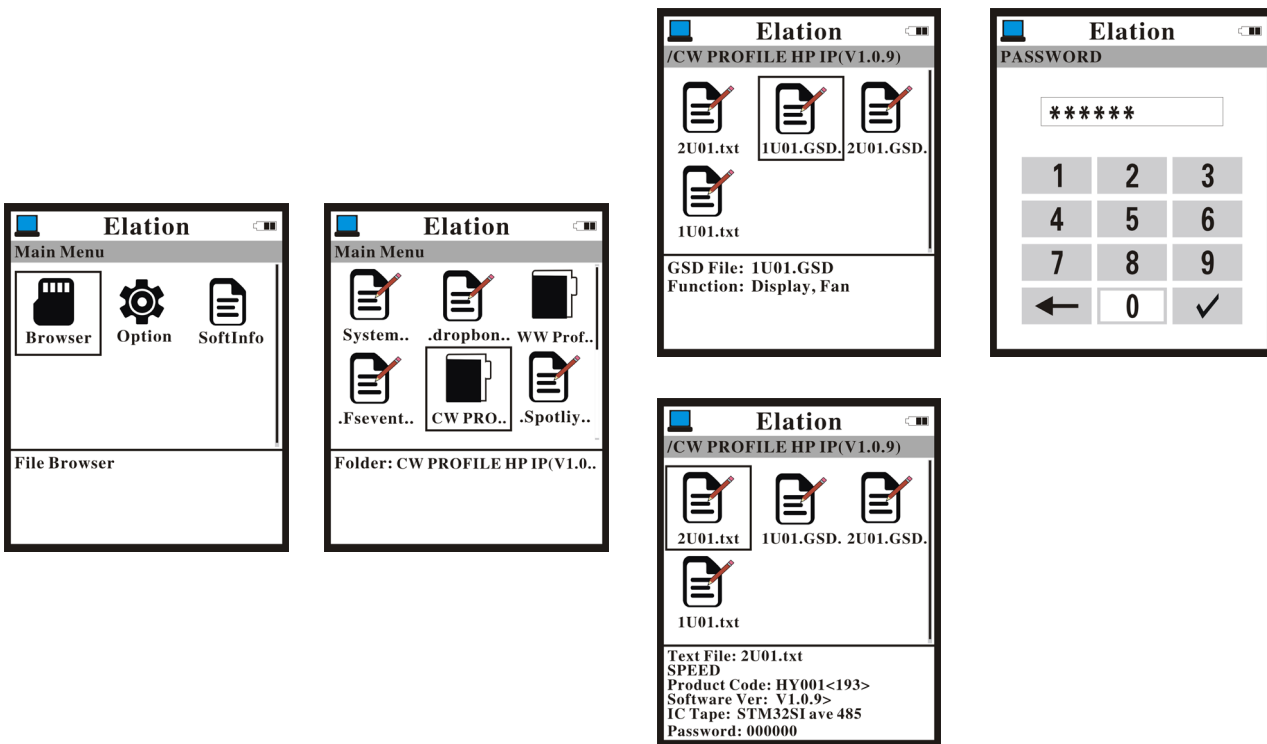 Elation
Main Menu
Browser Option SoftInfo
File Browser
Elation
Main Menu
System.. .dropbon.. WW Prof..
.Fsevent.. CW PRO.. .Spotliy..
Folder: CW PROFILE HP IP(V1.0..
Elation
/CW PROFILE HP IP(V1.0.9)
2U01.txt 1U01.GSD. 2U01.GSD.
1U01.txt
GSD File: 1U01.GSD
Function: Display, Fan
Elation
PASSWORD
******
1 2 3
4 5 6
7 8 9
0
Elation
/CW PROFILE HP IP(V1.0.9)
2U01.txt 1U01.GSD. 2U01.GSD.
1U01.txt
Text File: 2U01.txt
SPEED
Product Code: HY001<193>
Software Ver: V1.0.9>
IC Tape: STM32SI ave 485
Password: 000000